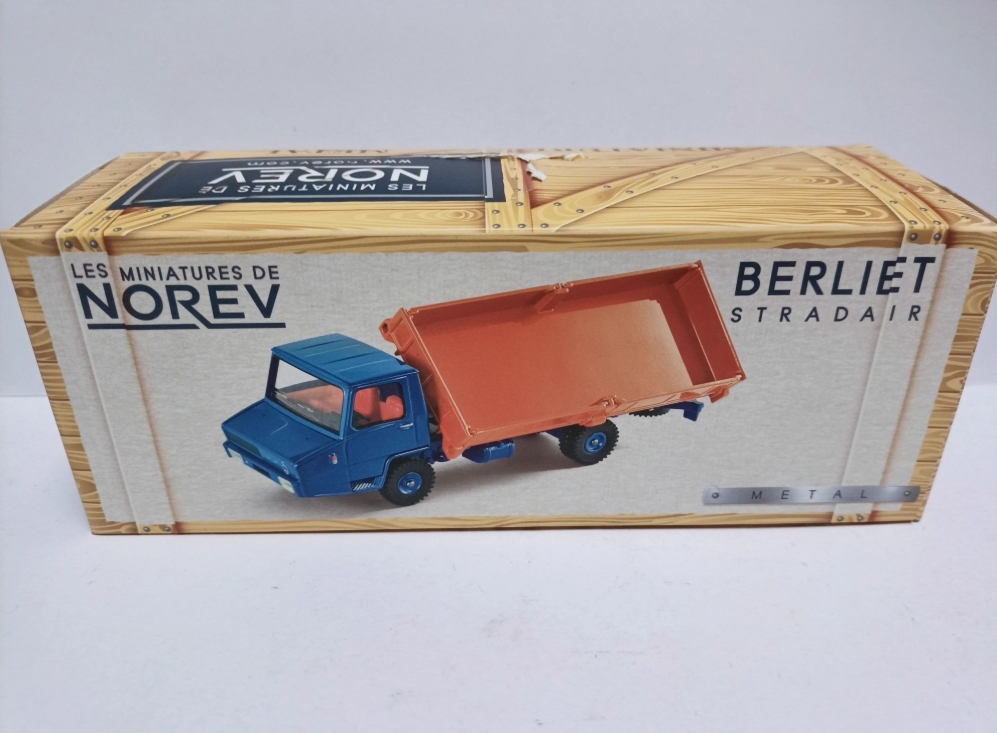 www.norev.com
NOREV
LES MINIATURES DE
LES MINIATURES DE
NOREV
BERLIET
STRADAIR
METAL